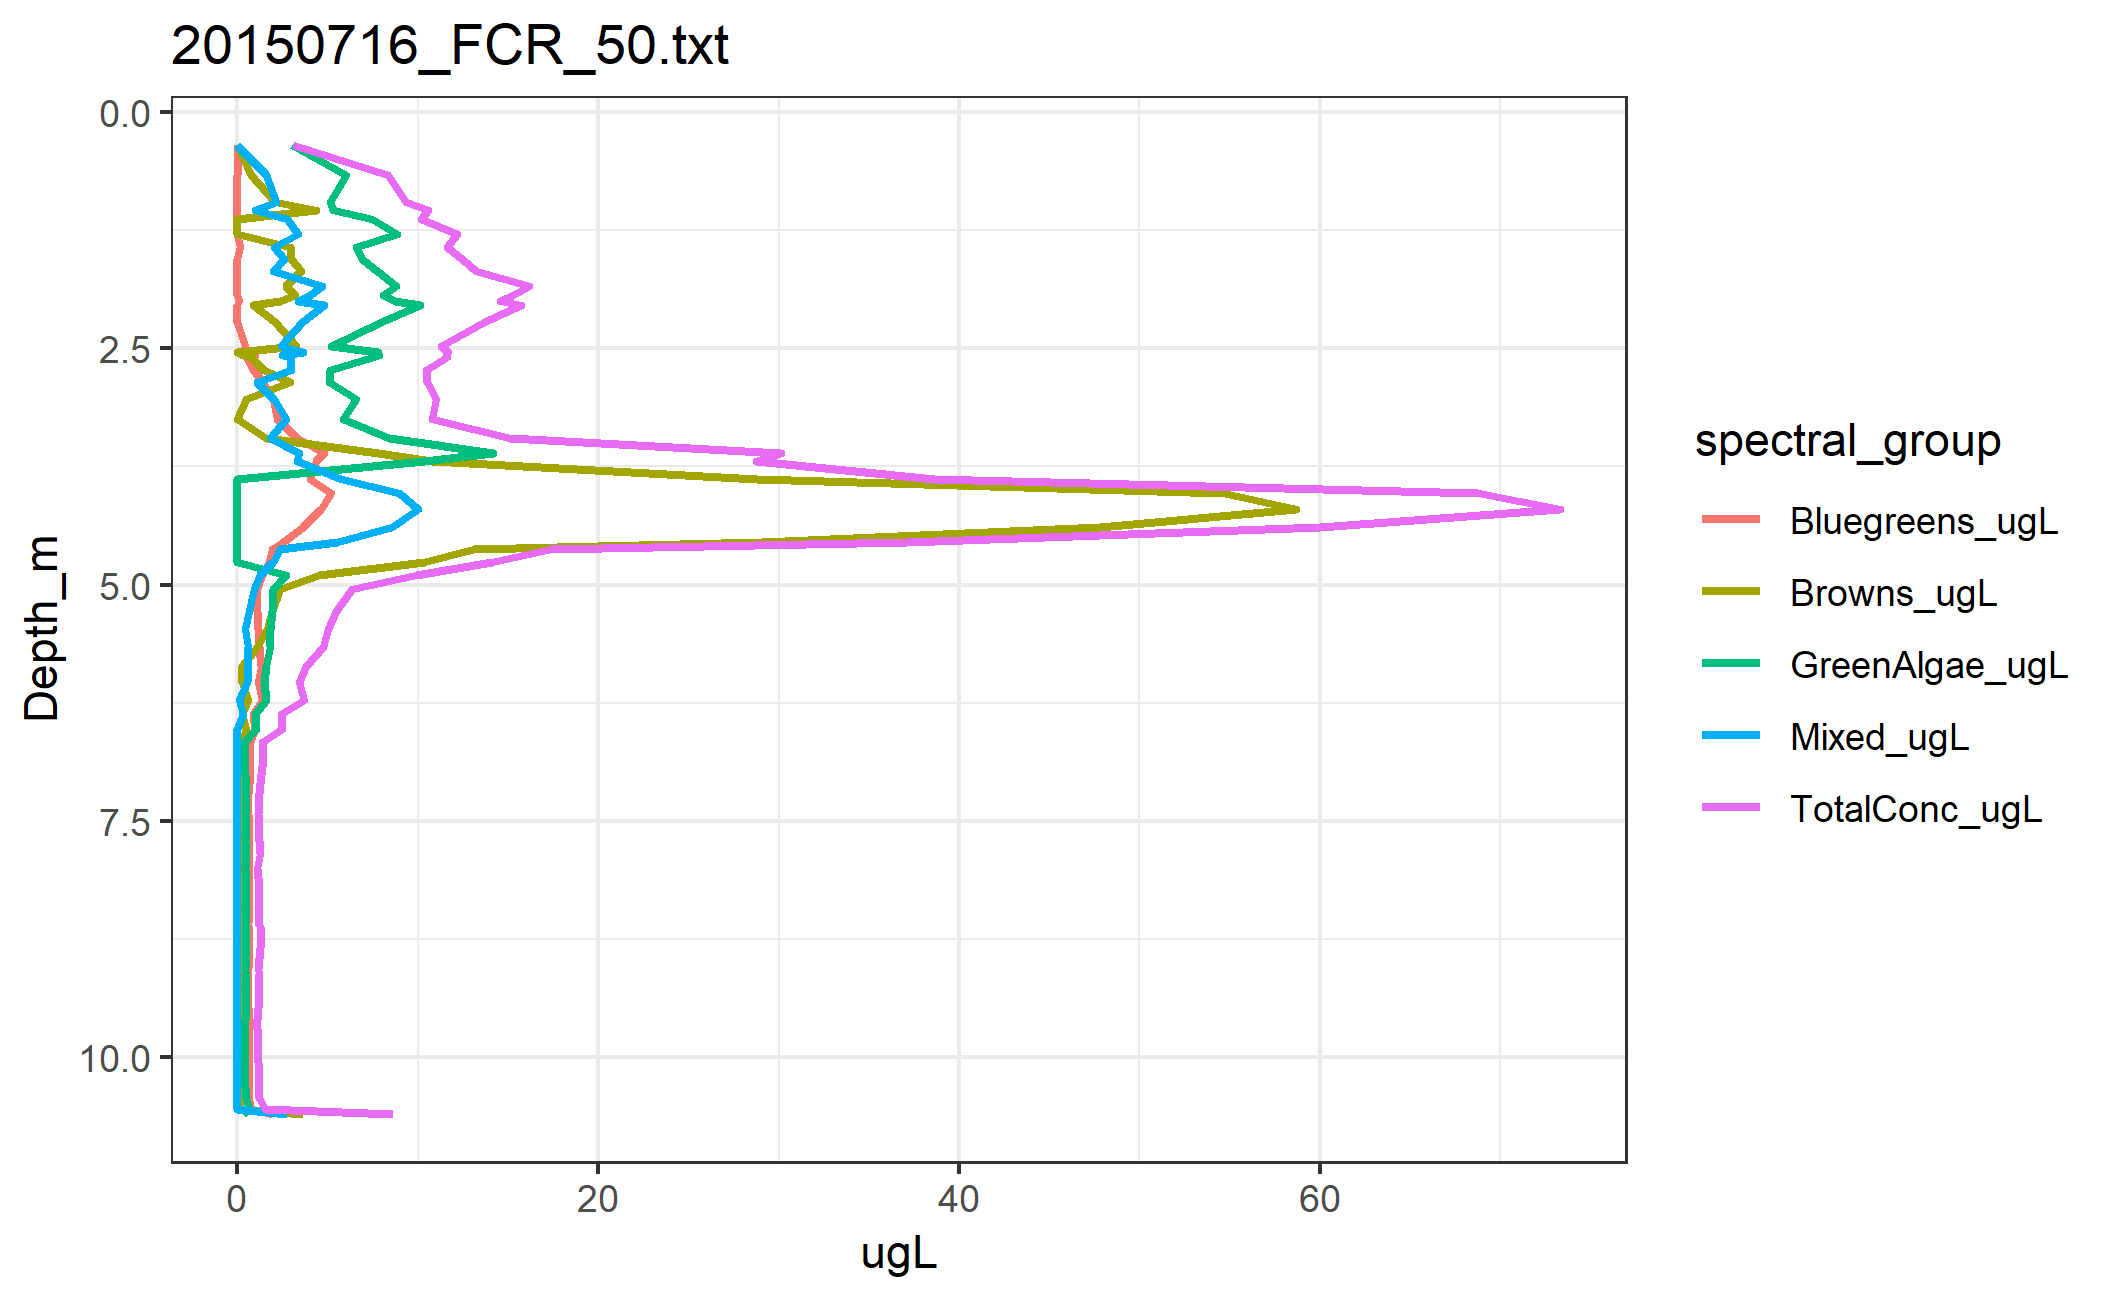 20150716_FCR_50.txt
0.0
2.5
5.0
7.5
10.0
Depth_m
0 20 40 60
ugL
spectral_group
Bluegreens_ugL
Browns_ugL
GreenAlgae_ugL
Mixed_ugL
TotalConc_ugL